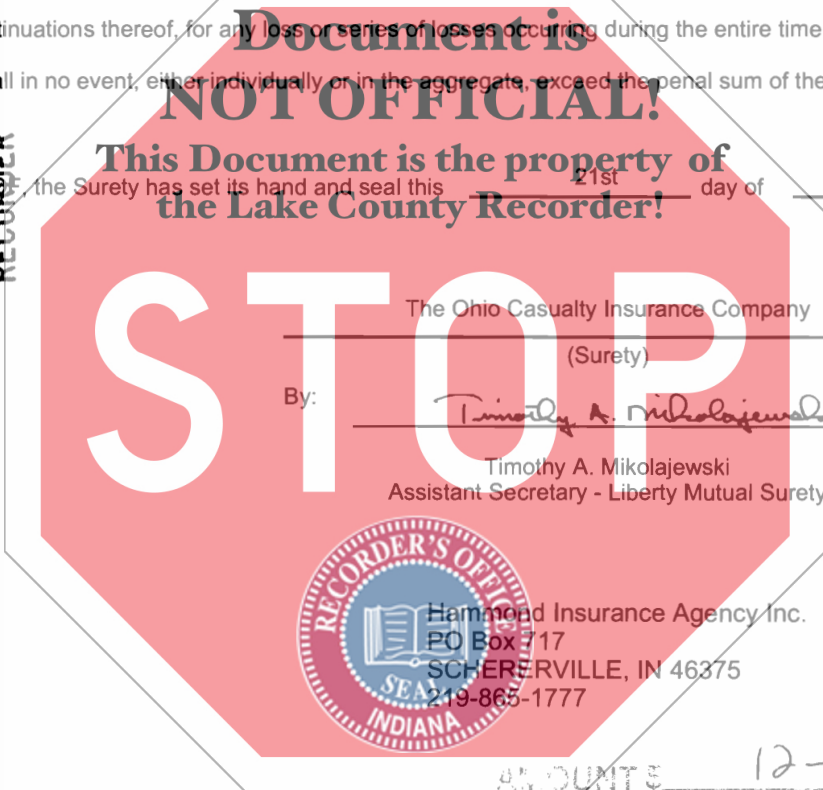 Document is
tinuations thereof, for any loss or series of losses occurring during the entire time
NOT OFFICIAL!
ll in no event, either individually or in the aggregate, exceed the penal sum of the
This Document is the property of
, the Surety has set its hand and seal this 21st day of
the Lake County Recorder!
RECORDER
STOP
The Ohio Casualty Insurance Company
(Surety)
By: Timothy A. Mikolajewski
Timothy A. Mikolajewski
Assistant Secretary - Liberty Mutual Surety
RECORDER'S OFFICE
SEAL
INDIANA
Hammond Insurance Agency Inc.
PO Box 717
SCHERERVILLE, IN 46375
219-865-1777
AMOUNT $ 12-